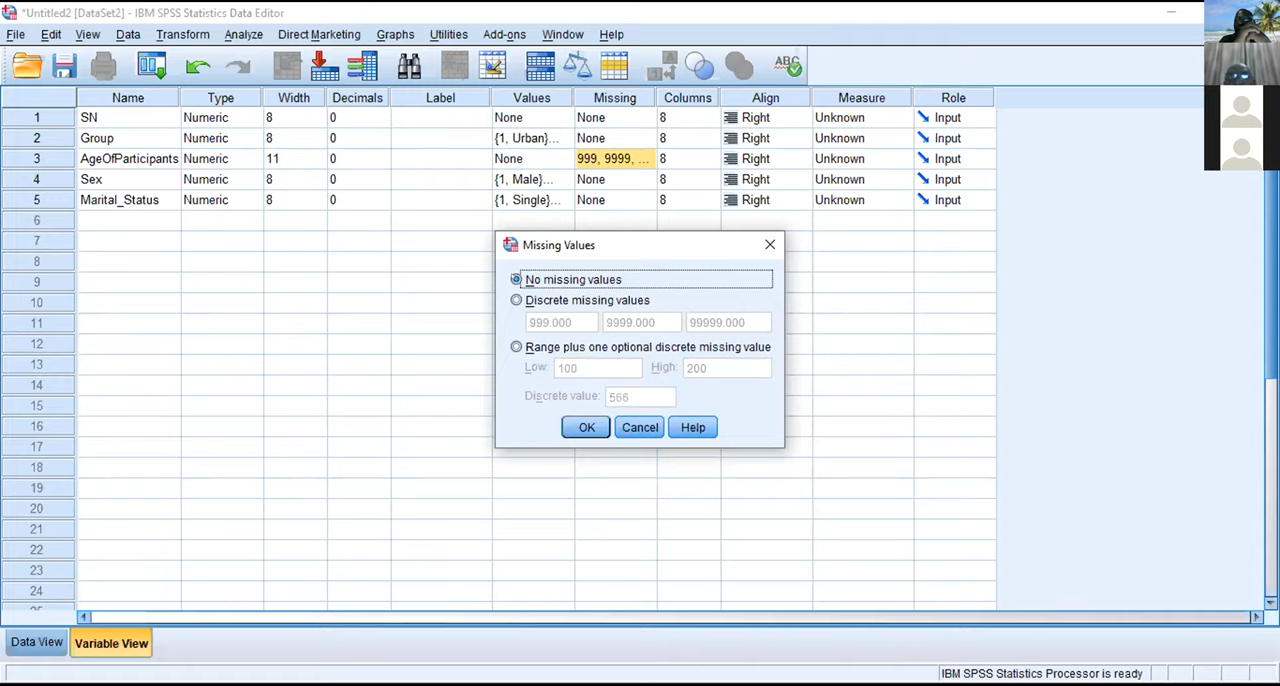 *Untitled2 [DataSet2] - IBM SPSS Statistics Data Editor
File Edit View Data Transform Analyze Direct Marketing Graphs Utilities Add-ons Window Help
Name Type Width Decimals Label Values Missing Columns Align Measure Role
1 SN Numeric 8 0 None None 8 Right Unknown Input
2 Group Numeric 8 0 {1, Urban}... None 8 Right Unknown Input
3 AgeOfParticipants Numeric 11 0 None 999, 9999, ... 8 Right Unknown Input
4 Sex Numeric 8 0 {1, Male}... None 8 Right Unknown Input
5 Marital_Status Numeric 8 0 {1, Single}... None 8 Right Unknown Input
6
7
8
9
10
11
12
13
14
15
16
17
18
19
20
21
22
23
24
Missing Values
No missing values
Discrete missing values
999.000 9999.000 99999.000
Range plus one optional discrete missing value
Low: 100 High: 200
Discrete value: 566
OK Cancel Help
Data View Variable View
IBM SPSS Statistics Processor is ready